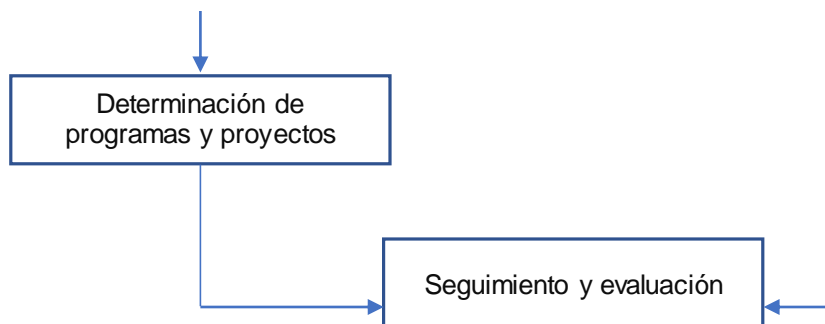 Determinación de
programas y proyectos
Seguimiento y evaluación